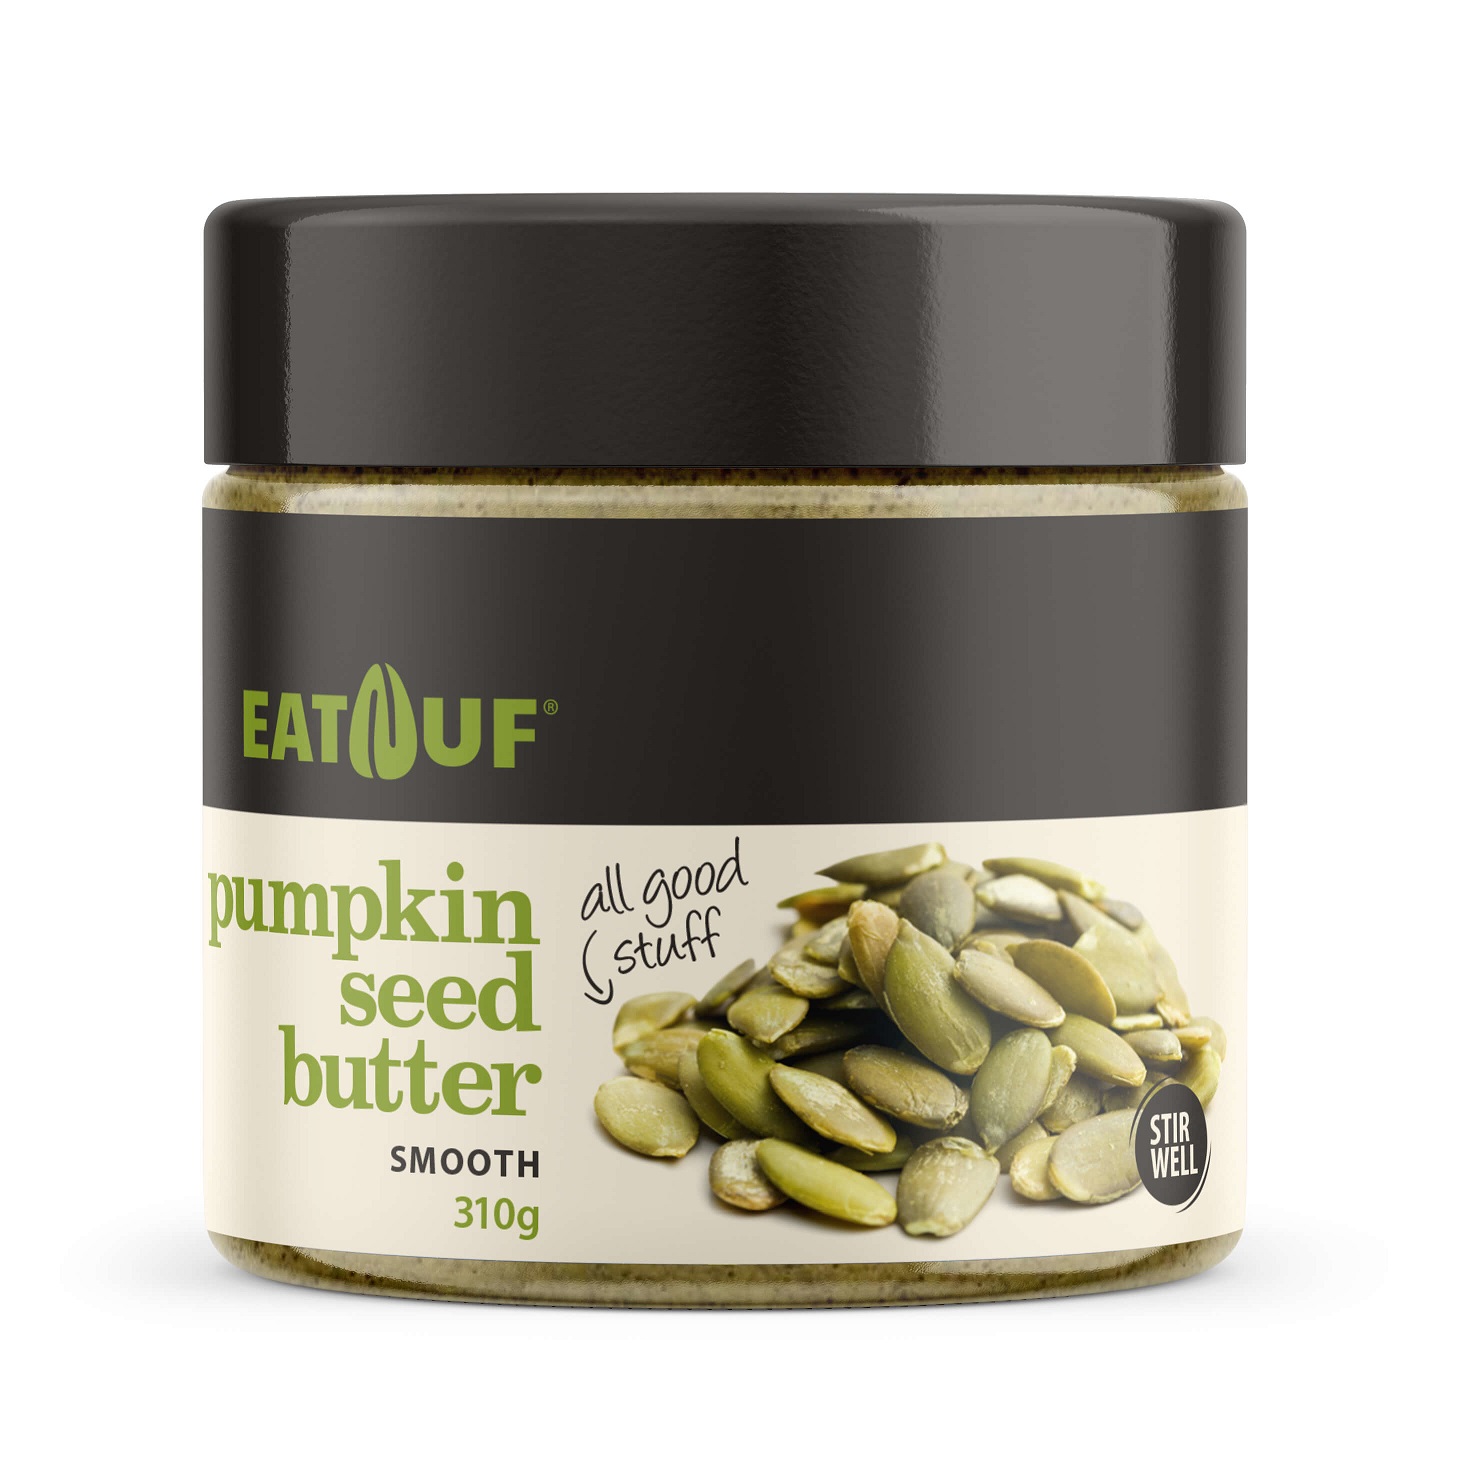 EATNUF®
pumpkin
seed
butter
SMOOTH
310g
all good
stuff
STIR
WELL